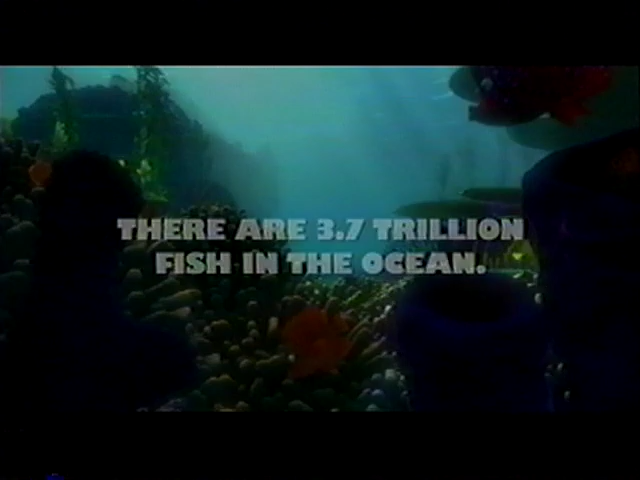 THERE ARE 3.7 TRILLION
FISH IN THE OCEAN.